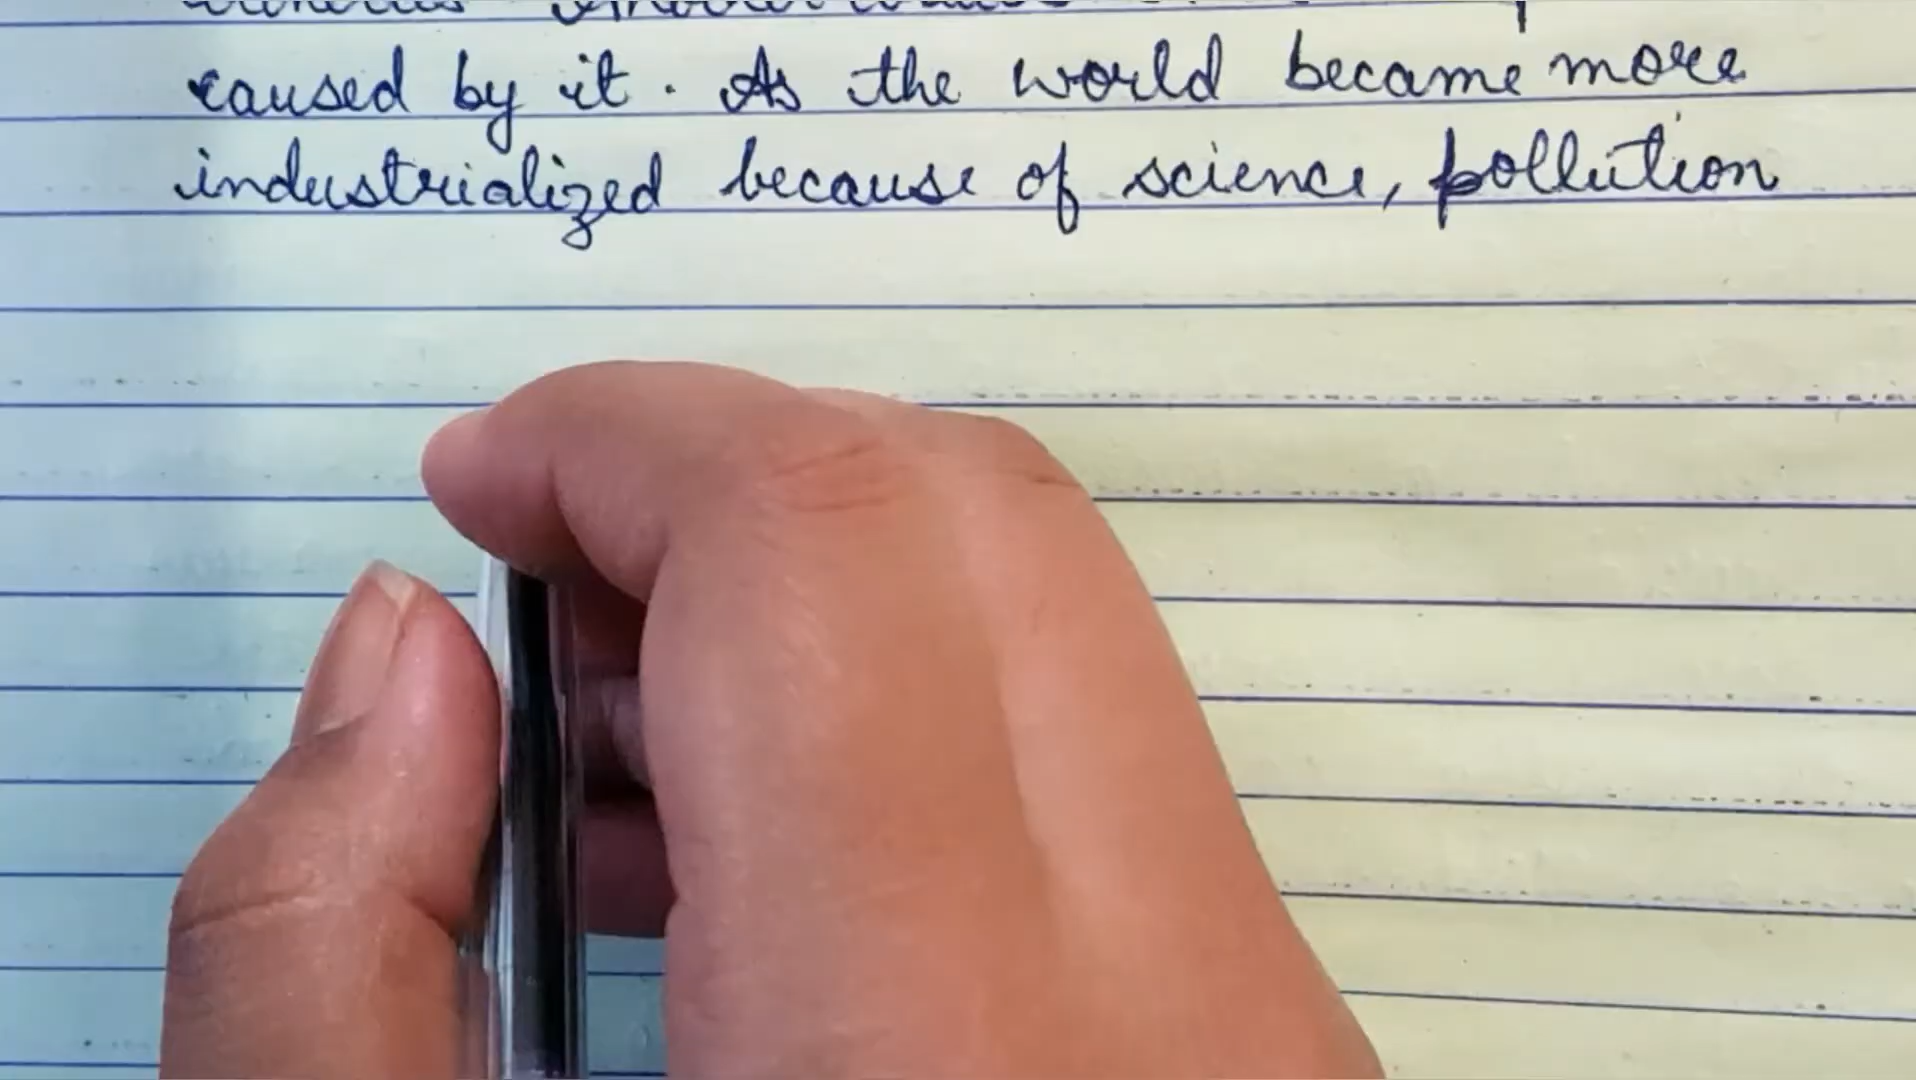 caused by it. As the world became more
industrialized because of science, pollution